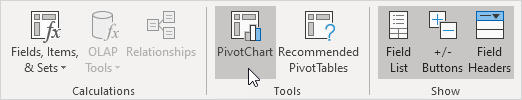 Fields, Items,
& Sets
OLAP
Tools
Relationships
Calculations
PivotChart
Recommended
PivotTables
Tools
Field
List
+/-
Buttons
Field
Headers
Show